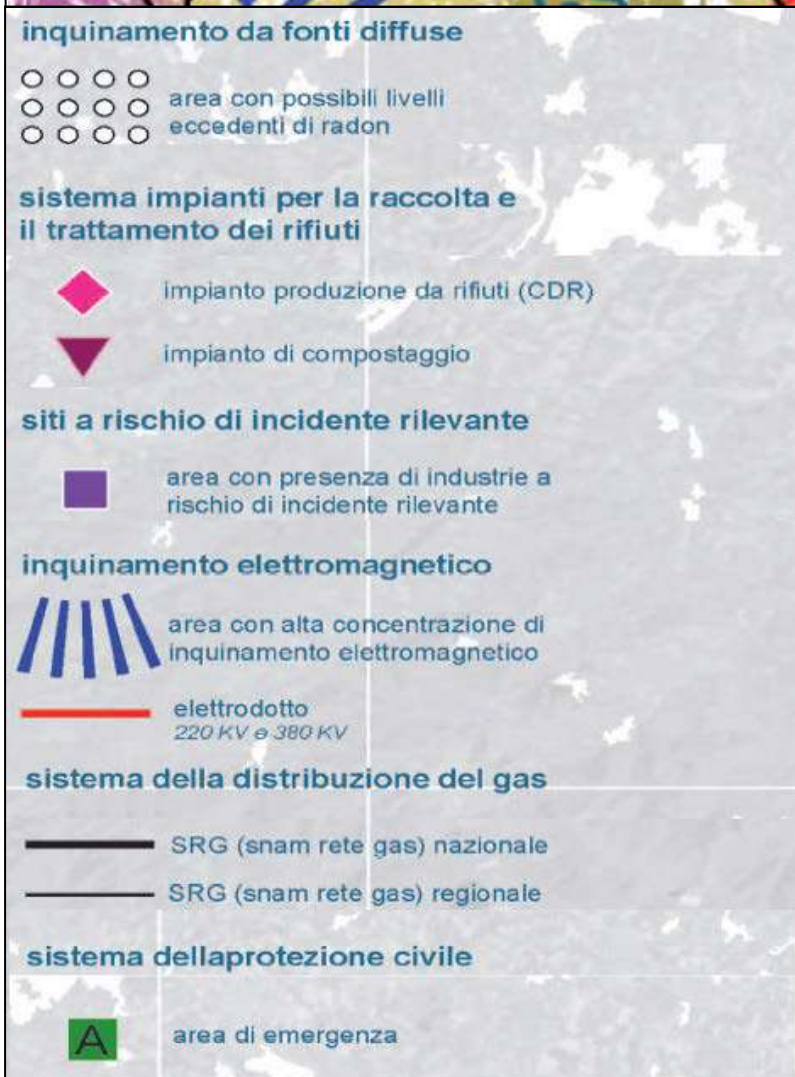 inquinamento da fonti diffuse
area con possibili livelli
eccedenti di radon
sistema impianti per la raccolta e
il trattamento dei rifiuti
impianto produzione da rifiuti (CDR)
impianto di compostaggio
siti a rischio di incidente rilevante
area con presenza di industrie a
rischio di incidente rilevante
inquinamento elettromagnetico
area con alta concentrazione di
inquinamento elettromagnetico
elettrodotto
220 KV e 380 KV
sistema della distribuzione del gas
SRG (snam rete gas) nazionale
SRG (snam rete gas) regionale
sistema dellaprotezione civile
A
area di emergenza